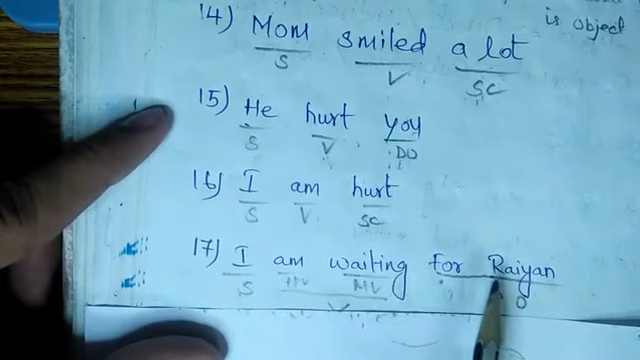 is object
14) Mom smiled a lot
S V SC
15) He hurt you
S V DO
16) I am hurt
S V SC
17) I am waiting for Raiyan
S HV MV O
V